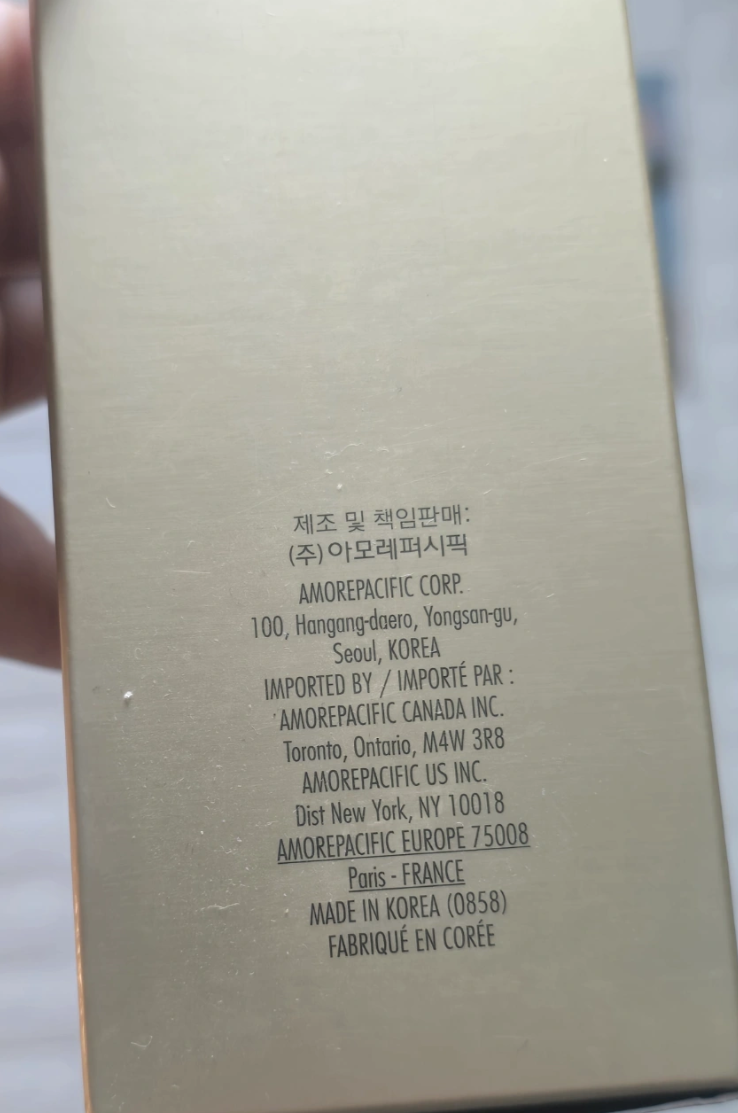 제조 및 책임판매:
(주)아모레퍼시픽
AMOREPACIFIC CORP.
100, Hangang-daero, Yongsan-gu,
Seoul, KOREA
IMPORTED BY / IMPORTÉ PAR :
AMOREPACIFIC CANADA INC.
Toronto, Ontario, M4W 3R8
AMOREPACIFIC US INC.
Dist New York, NY 10018
AMOREPACIFIC EUROPE 75008
Paris - FRANCE
MADE IN KOREA (0858)
FABRIQUÉ EN CORÉE